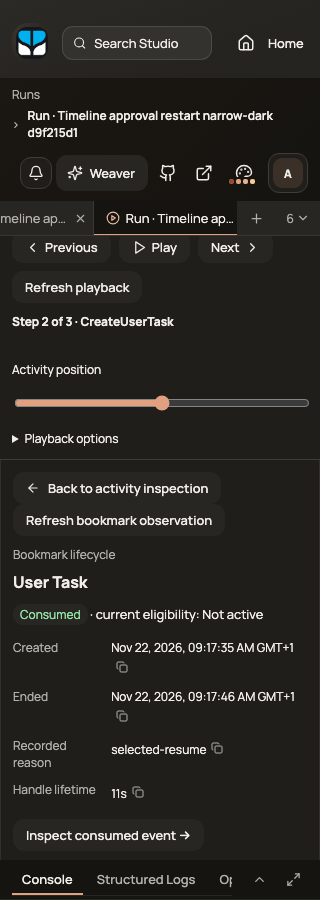 Search Studio
Home
Runs
Run · Timeline approval restart narrow-dark
d9f215d1
Weaver
A
meline ap...
Run · Timeline ap...
6
Previous
Play
Next
Refresh playback
Step 2 of 3 · CreateUserTask
Activity position
Playback options
Back to activity inspection
Refresh bookmark observation
Bookmark lifecycle
User Task
Consumed · current eligibility: Not active
Created
Nov 22, 2026, 09:17:35 AM GMT+1
Ended
Nov 22, 2026, 09:17:46 AM GMT+1
Recorded
reason
selected-resume
Handle lifetime
11s
Inspect consumed event →
Console
Structured Logs